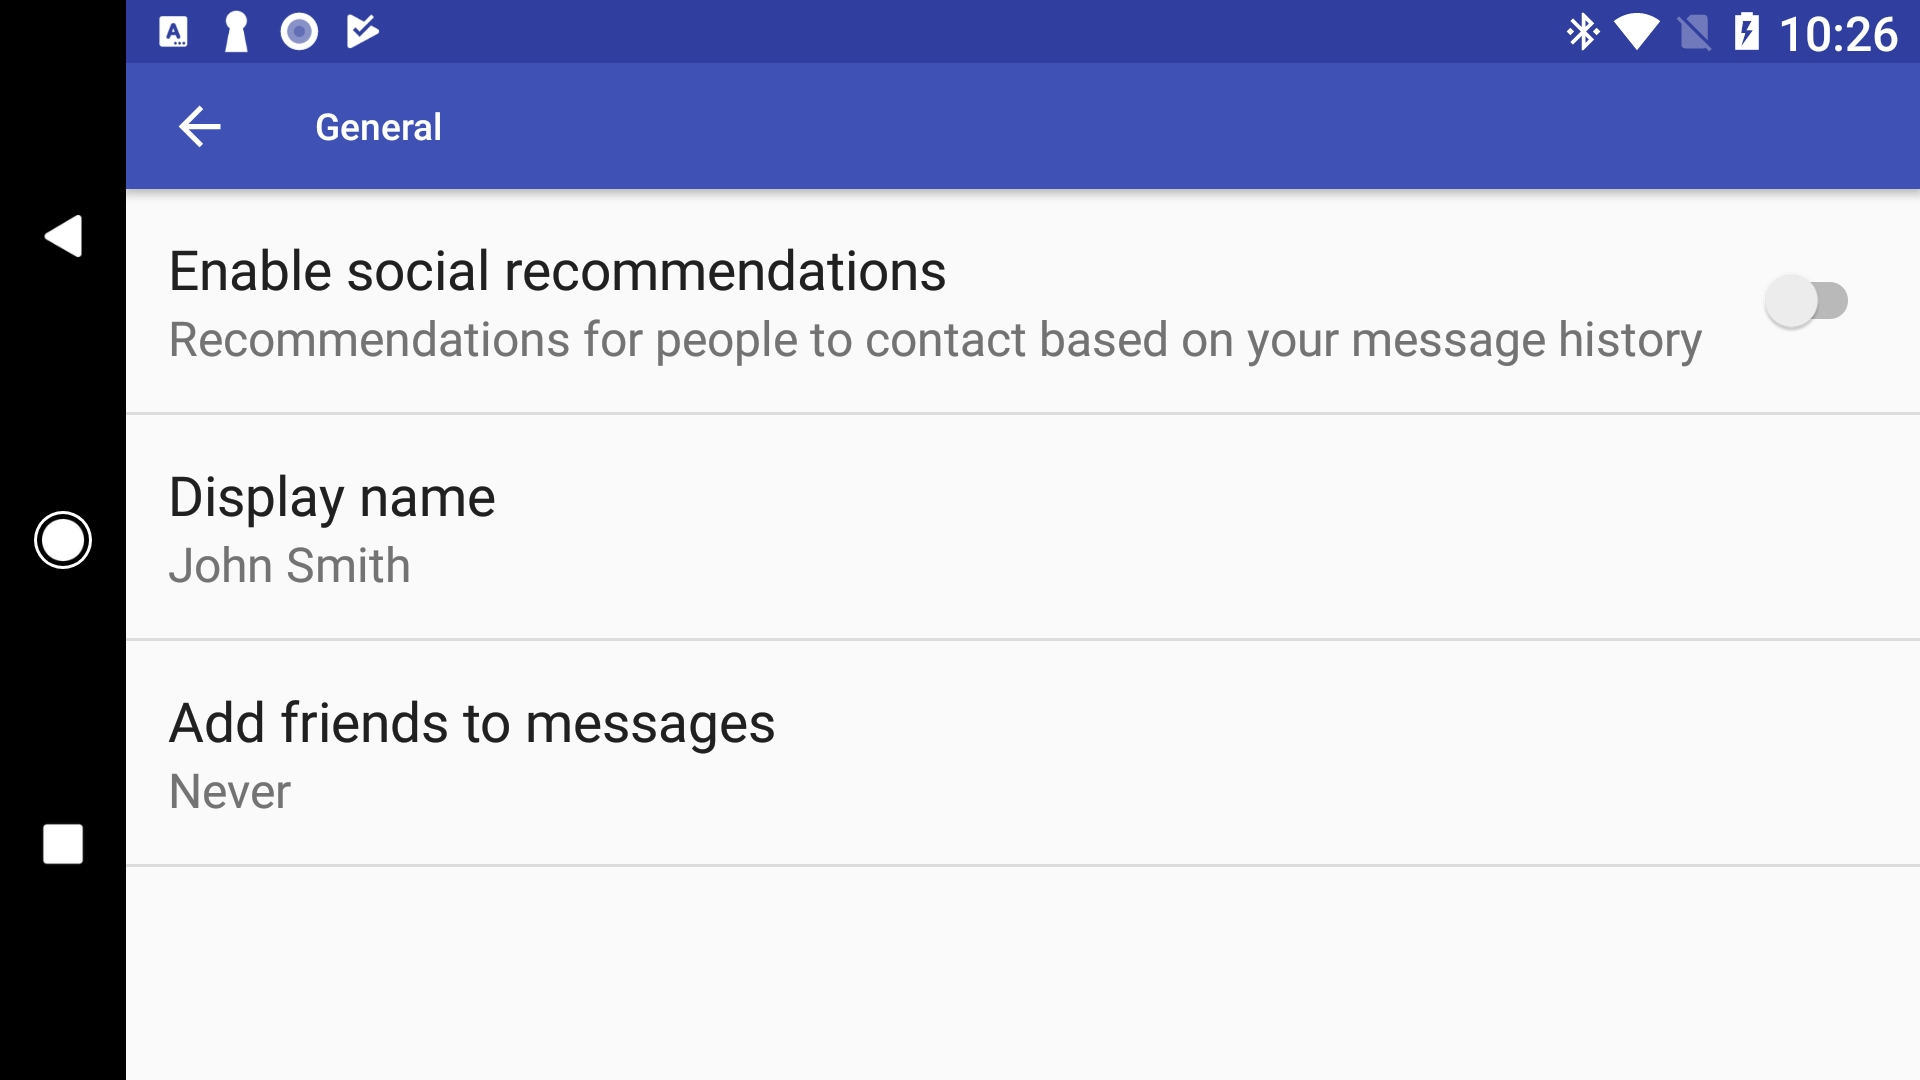 10:26
General
Enable social recommendations
Recommendations for people to contact based on your message history
Display name
John Smith
Add friends to messages
Never